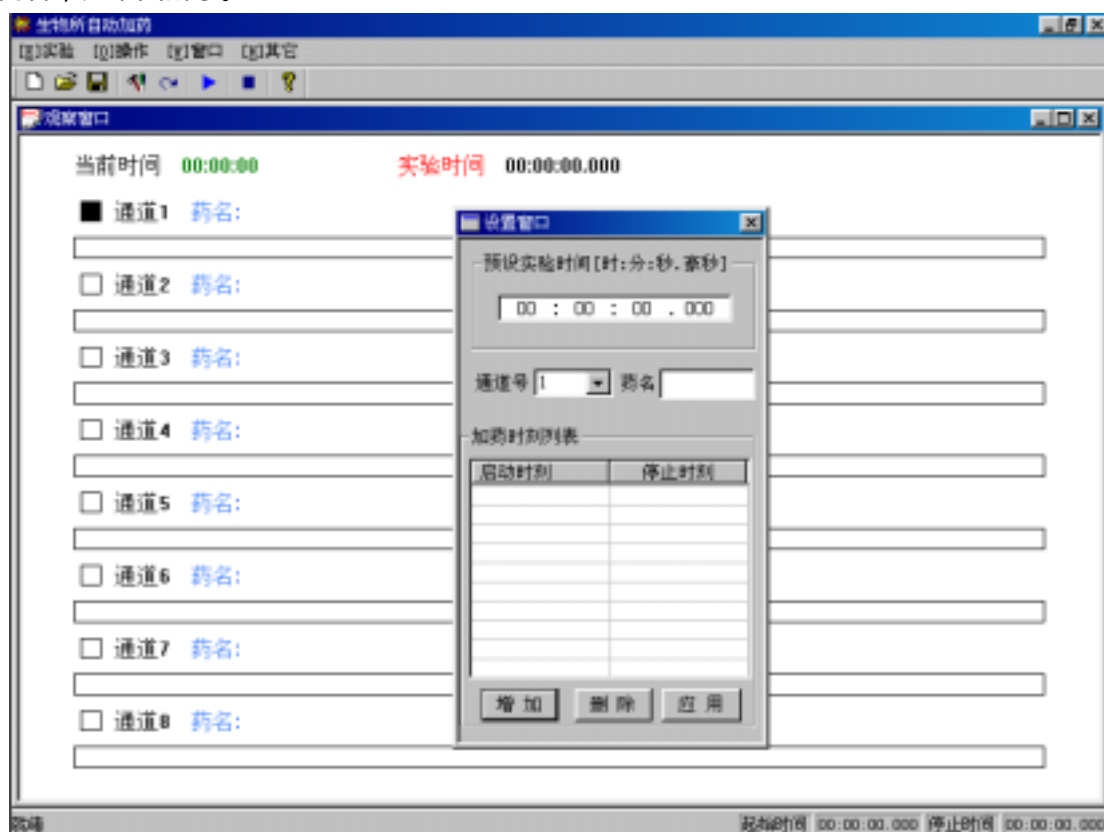 生物所自动加药
[E]实验 [O]操作 [W]窗口 [H]其它
观察窗口
当前时间 00:00:00 实验时间 00:00:00.000
通道1 药名:
通道2 药名:
通道3 药名:
通道4 药名:
通道5 药名:
通道6 药名:
通道7 药名:
通道8 药名:
设置窗口
预设实验时间[时:分:秒.豪秒]
00 : 00 : 00 . 000
通道号 1 药名
加药时刻列表
启动时刻 停止时刻
增加 删除 应用
就绪 起始时间 00:00:00.000 停止时间 00:00:00.000